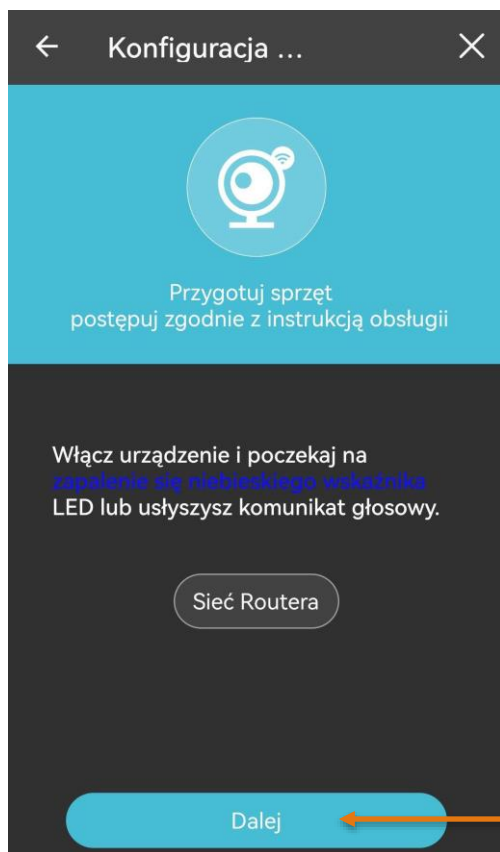 Konfiguracja ...
Przygotuj sprzęt
postępuj zgodnie z instrukcją obsługii
Włącz urządzenie i poczekaj na
zapalenie się niebieskiego wskaźnika
LED lub usłyszysz komunikat głosowy.
Sieć Routera
Dalej